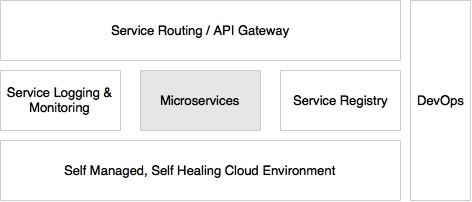 Service Routing / API Gateway
Service Logging &
Monitoring
Microservices
Service Registry
DevOps
Self Managed, Self Healing Cloud Environment